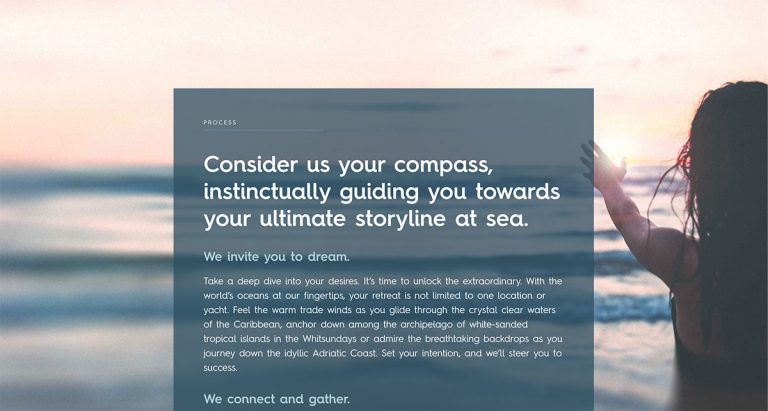 PROCESS
Consider us your compass,
instinctually guiding you towards
your ultimate storyline at sea.
We invite you to dream.
Take a deep dive into your desires. It's time to unlock the extraordinary. With the
world's oceans at our fingertips, your retreat is not limited to one location or
yacht. Feel the warm trade winds as you glide through the crystal clear waters
of the Caribbean, anchor down among the archipelago of white-sanded
tropical islands in the Whitsundays or admire the breathtaking backdrops as you
journey down the idyllic Adriatic Coast. Set your intention, and we'll steer you to
success.
We connect and gather.